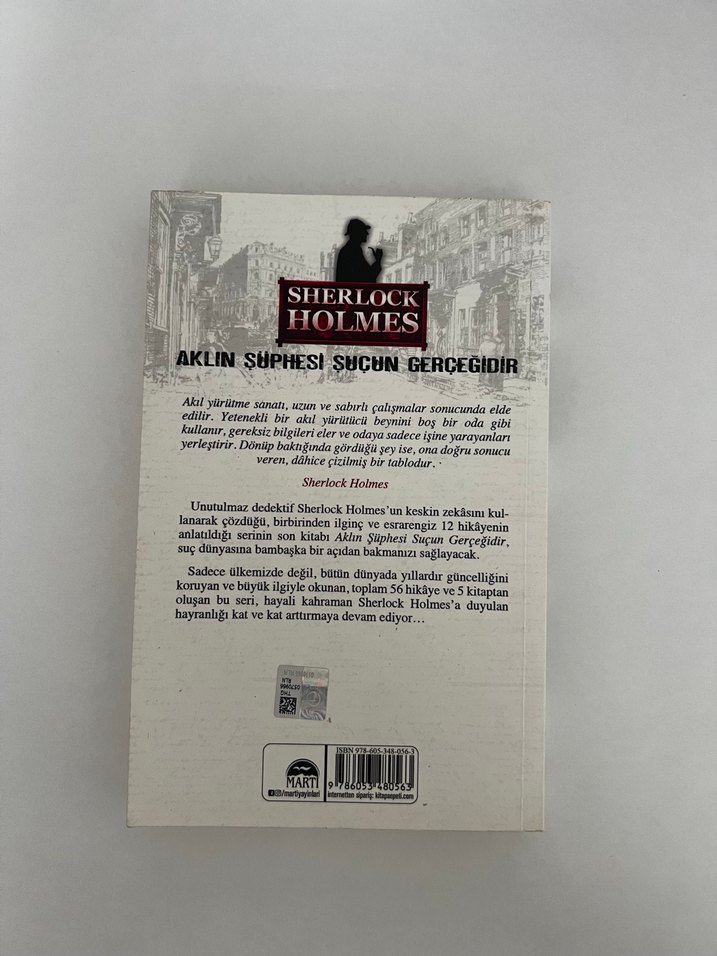 SHERLOCK
HOLMES
AKLIN ŞÜPHESİ SUÇUN GERÇEĞİDİR
Akıl yürütme sanatı, uzun ve sabırlı çalışmalar sonucunda elde
edilir. Yetenekli bir akıl yürütücü beynini boş bir oda gibi
kullanır, gereksiz bilgileri eler ve odaya sadece işine yarayanları
yerleştirir. Dönüp baktığında gördüğü şey ise, ona doğru sonucu
veren, dâhice çizilmiş bir tablodur.
Sherlock Holmes
Unutulmaz dedektif Sherlock Holmes'un keskin zekâsını kul-
lanarak çözdüğü, birbirinden ilginç ve esrarengiz 12 hikâyenin
anlatıldığı serinin son kitabı Aklın Şüphesi Suçun Gerçeğidir,
suç dünyasına bambaşka bir açıdan bakmanızı sağlayacak.
Sadece ülkemizde değil, bütün dünyada yıllardır güncelliğini
koruyan ve büyük ilgiyle okunan, toplam 56 hikâye ve 5 kitaptan
oluşan bu seri, hayali kahraman Sherlock Holmes'a duyulan
hayranlığı kat ve kat arttırmaya devam ediyor...
THG
0570966
RLN
MARTI
/martiyayinlari
ISBN 978-605-348-056-3
9 786053 480563
internetten sipariş: kitapsepeti.com